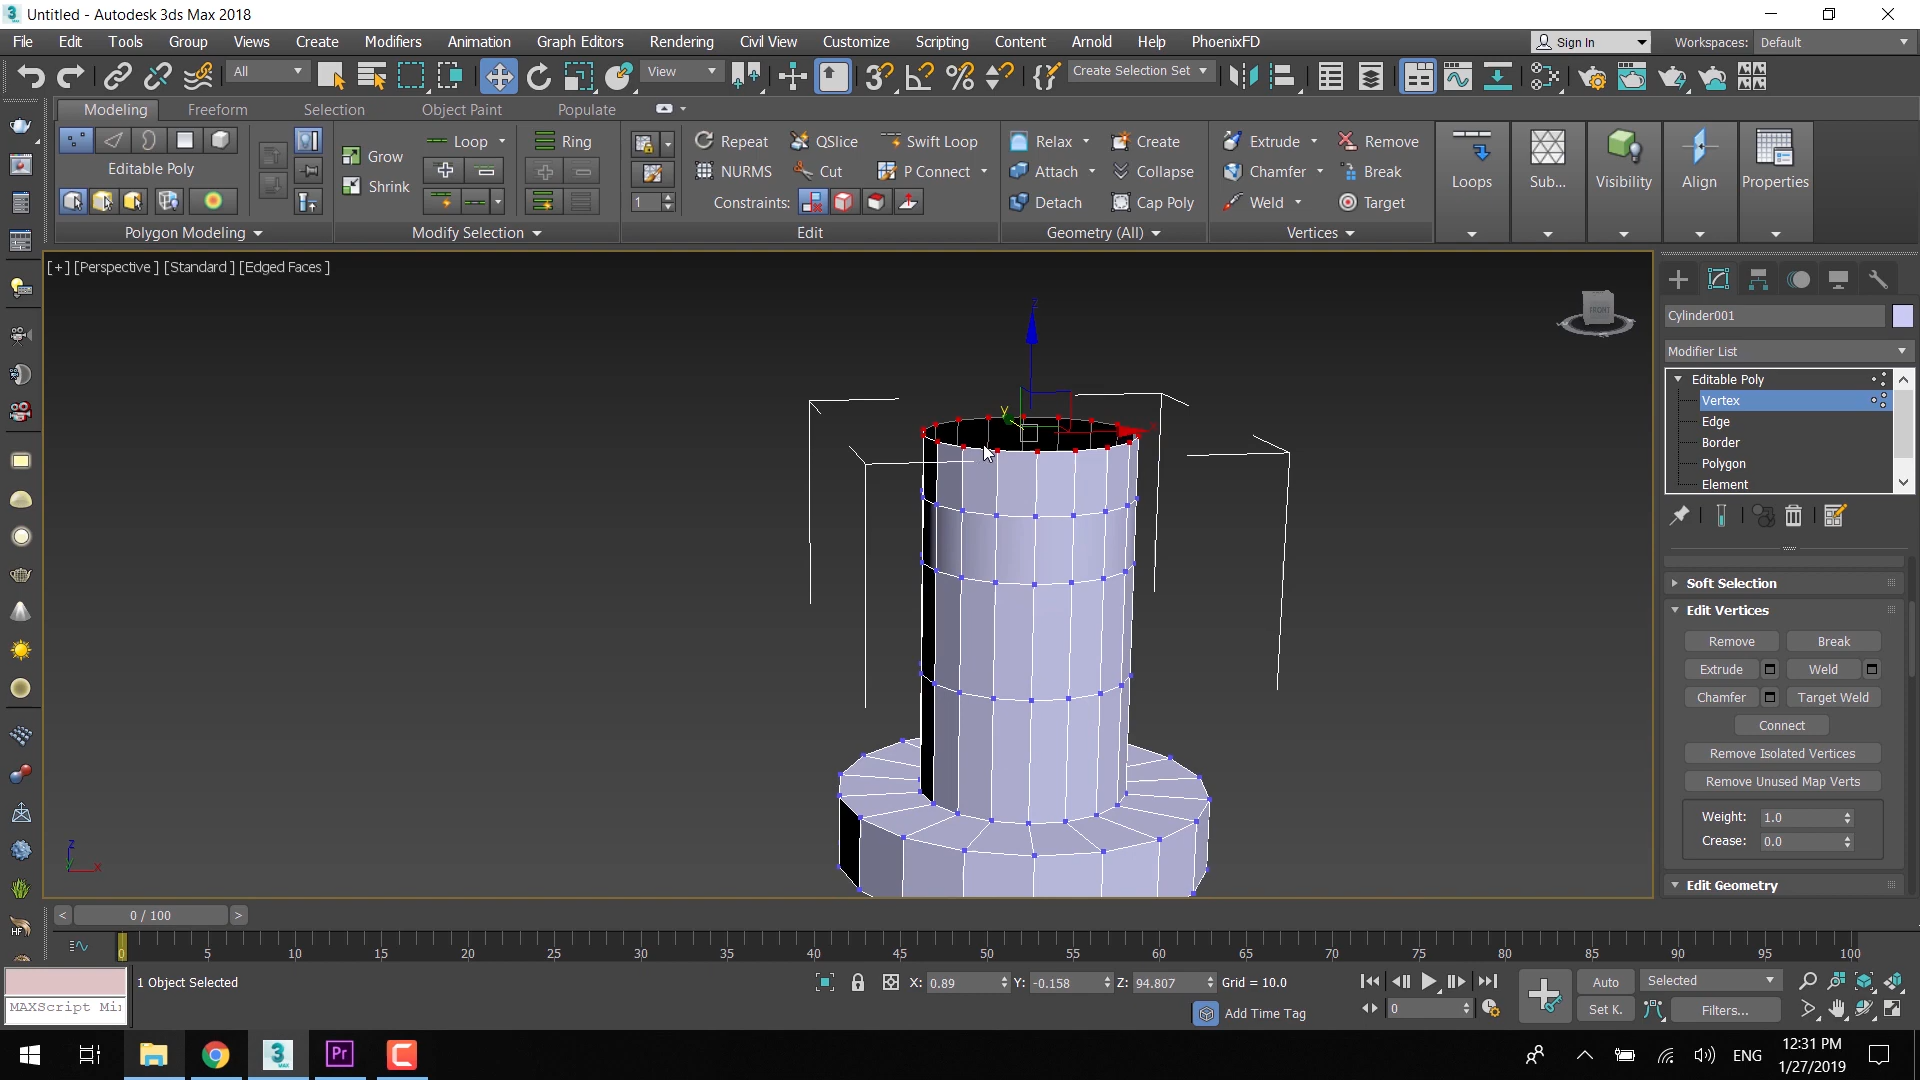 Untitled - Autodesk 3ds Max 2018
File Edit Tools Group Views Create Modifiers Animation Graph Editors Rendering Civil View Customize Scripting Content Arnold Help PhoenixFD
Sign In Workspaces: Default
All View Create Selection Set
Modeling Freeform Selection Object Paint Populate
Loop Ring Repeat QSlice Swift Loop Relax Create Extrude Remove
Grow
Editable Poly NURMS Cut P Connect Attach Collapse Chamfer Break
Shrink Loops Sub... Visibility Align Properties
1 Constraints: Detach Cap Poly Weld Target
Polygon Modeling Modify Selection Edit Geometry (All) Vertices
[+] [Perspective ] [Standard ] [Edged Faces ]
z
FRONT
y
x
Cylinder001
Modifier List
Editable Poly
Vertex
Edge
Border
Polygon
Element
Soft Selection
Edit Vertices
Remove Break
Extrude Weld
Chamfer Target Weld
Connect
Remove Isolated Vertices
Remove Unused Map Verts
Weight: 1.0
Crease: 0.0
Edit Geometry
z
x
< 0 / 100 >
0 5 10 15 20 25 30 35 40 45 50 55 60 65 70 75 80 85 90 95 100
HF
1 Object Selected X: 0.89 Y: -0.158 Z: 94.807 Grid = 10.0 Auto Selected
MAXScript Mi
Add Time Tag 0 Set K. Filters...
Pr
3 MAX
ENG
12:31 PM
1/27/2019